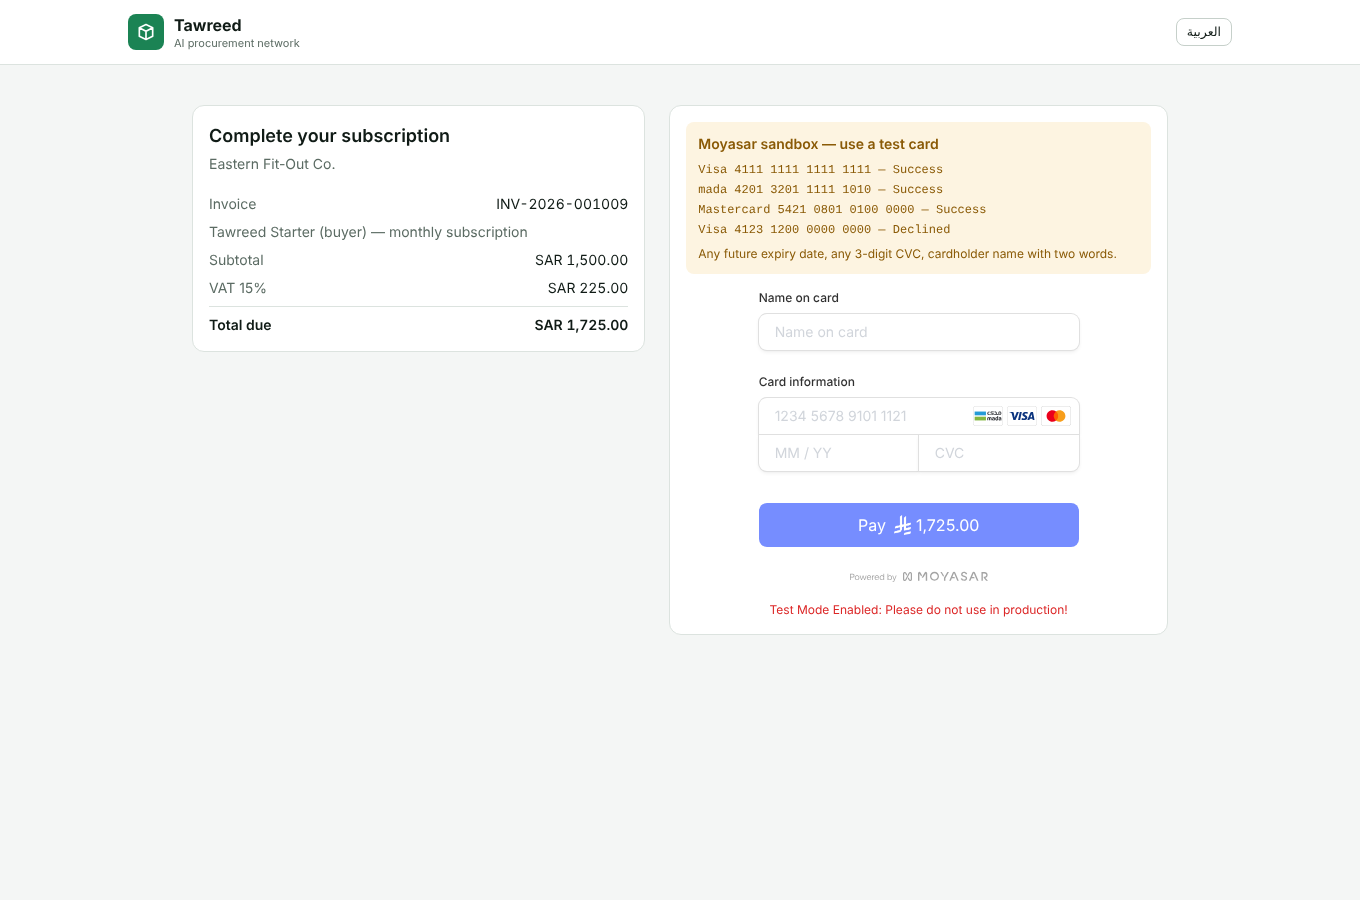 Tawreed
AI procurement network
العربية
Complete your subscription
Eastern Fit-Out Co.
Invoice INV-2026-001009
Tawreed Starter (buyer) — monthly subscription
Subtotal SAR 1,500.00
VAT 15% SAR 225.00
Total due SAR 1,725.00
Moyasar sandbox — use a test card
Visa 4111 1111 1111 1111 — Success
mada 4201 3201 1111 1010 — Success
Mastercard 5421 0801 0100 0000 — Success
Visa 4123 1200 0000 0000 — Declined
Any future expiry date, any 3-digit CVC, cardholder name with two words.
Name on card
Name on card
Card information
1234 5678 9101 1121 مدى mada VISA
MM / YY CVC
Pay 1,725.00
Powered by MOYASAR
Test Mode Enabled: Please do not use in production!